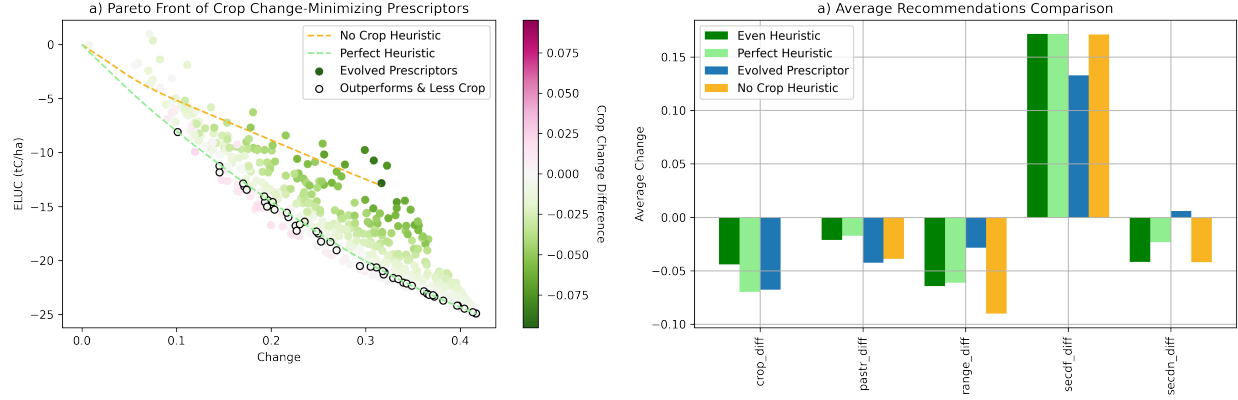 a) Pareto Front of Crop Change-Minimizing Prescriptors
No Crop Heuristic
Perfect Heuristic
Evolved Prescriptors
Outperforms & Less Crop
0
−5
−10
−15
−20
−25
ELUC (tC/ha)
0.0 0.1 0.2 0.3 0.4
Change
0.075
0.050
0.025
0.000
−0.025
−0.050
−0.075
Crop Change Difference
a) Average Recommendations Comparison
Even Heuristic
Perfect Heuristic
Evolved Prescriptor
No Crop Heuristic
0.15
0.10
0.05
0.00
−0.05
−0.10
Average Change
crop_diff
pastr_diff
range_diff
secdf_diff
secdn_diff